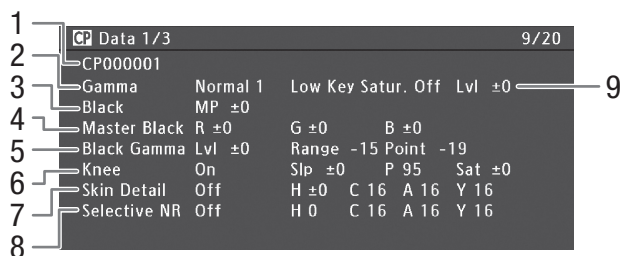 1
2
3
4
5
6
7
8
9
CP Data 1/3 9/20
CP000001
Gamma Normal 1 Low Key Satur. Off Lvl ±0
Black MP ±0
Master Black R ±0 G ±0 B ±0
Black Gamma Lvl ±0 Range -15 Point -19
Knee On Slp ±0 P 95 Sat ±0
Skin Detail Off H ±0 C 16 A 16 Y 16
Selective NR Off H 0 C 16 A 16 Y 16